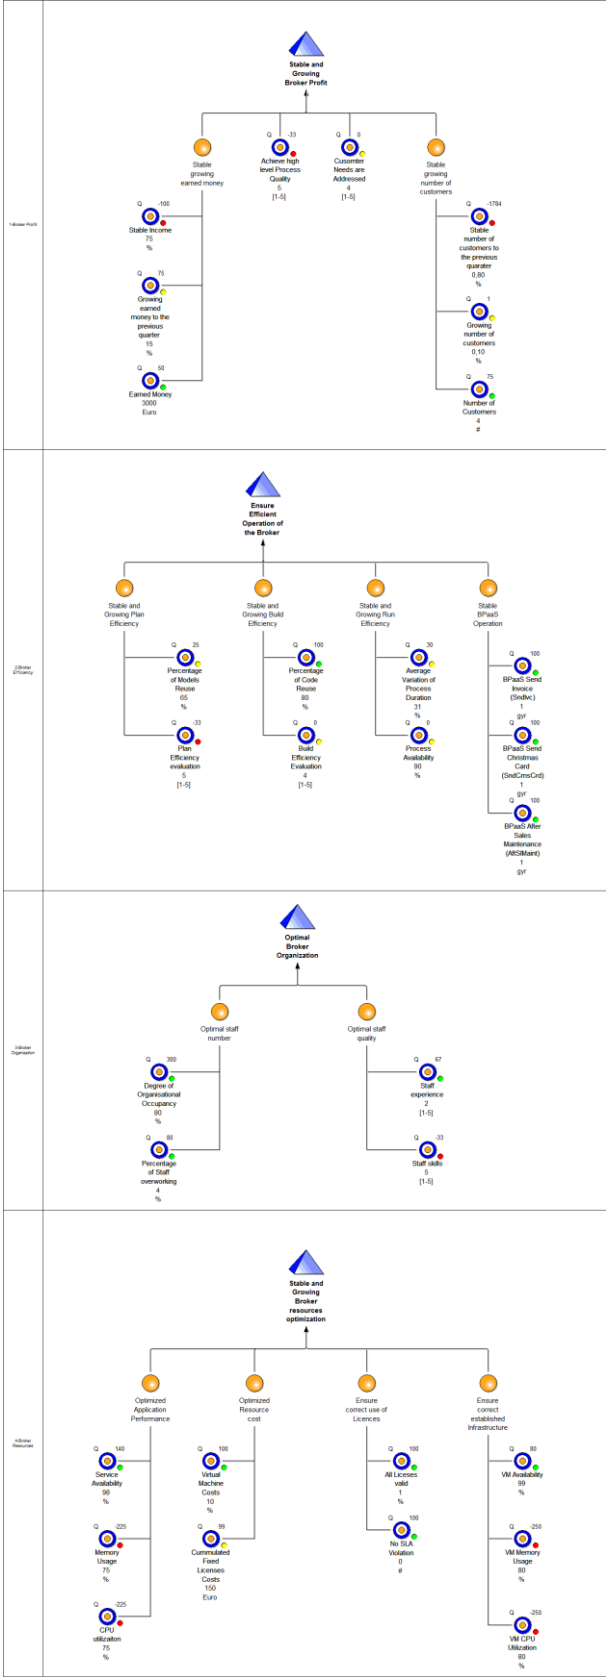 1-Broker Profit
Stable and
Growing
Broker Profit
Stable
growing
earned money
Q -33
Achieve high
level Process
Quality
5
[1-5]
Q 0
Cusomter
Needs are
Addressed
4
[1-5]
Stable
growing
number of
customers
Q -100
Stable Income
75
%
Q 75
Growing
earned
money to the
previous
quarter
15
%
Q 50
Earned Money
3000
Euro
Q -1784
Stable
number of
customers to
the previous
quarater
0,80
%
Q 1
Growing
number of
customers
0,10
%
Q 75
Number of
Customers
4
#
2-Broker
Efficiency
Ensure
Efficient
Operation of
the Broker
Stable and
Growing Plan
Efficiency
Stable and
Growing Build
Efficiency
Stable and
Growing Run
Efficiency
Stable
BPaaS
Operation
Q 25
Percentage
of Models
Reuse
65
%
Q -33
Plan
Efficiency
evaluation
5
[1-5]
Q 100
Percentage
of Code
Reuse
80
%
Q 0
Build
Efficiency
Evaluation
4
[1-5]
Q 30
Average
Variation of
Process
Duration
31
%
Q 0
Process
Availability
90
%
Q 100
BPaaS Send
Invoice
(SndIvc)
1
gyr
Q 100
BPaaS Send
Christmas
Card
(SndCmsCrd)
1
gyr
Q 100
BPaaS After
Sales
Maintenance
(AftSlMaint)
1
gyr
3-Broker
Organization
Optimal
Broker
Organization
Optimal staff
number
Optimal staff
quality
Q 300
Degree of
Organisational
Occupancy
80
%
Q 80
Percentage
of Staff
overworking
4
%
Q 67
Staff
experience
2
[1-5]
Q -33
Staff skills
5
[1-5]
4-Broker
Resources
Stable and
Growing
Broker
resources
optimization
Optimized
Application
Performance
Optimized
Resource
cost
Ensure
correct use of
Licences
Ensure
correct
established
Infrastructure
Q 140
Service
Availability
98
%
Q -225
Memory
Usage
75
%
Q -225
CPU
utilizaiton
75
%
Q 100
Virtual
Machine
Costs
10
%
Q 99
Cummulated
Fixed
Licenses
Costs
150
Euro
Q 100
All Liceses
valid
1
%
Q 100
No SLA
Violation
0
#
Q 80
VM Availability
99
%
Q -250
VM Memory
Usage
80
%
Q -250
VM CPU
Utilization
80
%